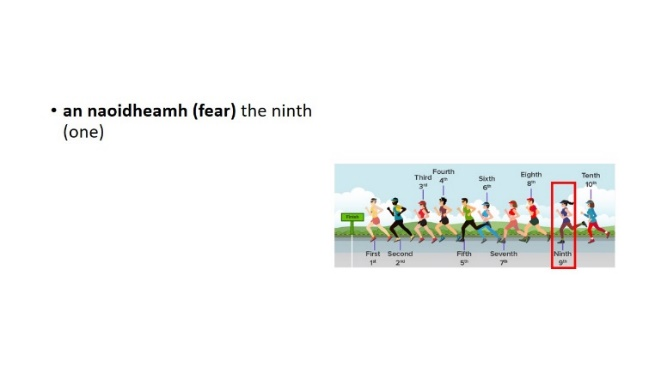 • an naoidheamh (fear) the ninth
(one)
Third
3rd
Fourth
4th
Sixth
6th
Eighth
8th
Tenth
10th
Finish
First
1st
Second
2nd
Fifth
5th
Seventh
7th
Ninth
9th